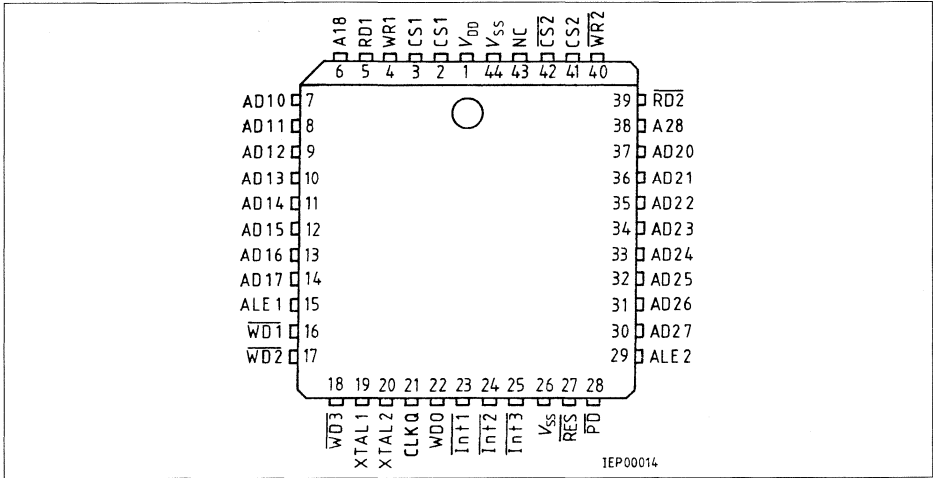 A18 RD1 WR1 CS1 CS1 VDD VSS NC CS2 CS2 WR2
6 5 4 3 2 1 44 43 42 41 40
AD10 7 39 RD2
AD11 8 38 A28
AD12 9 37 AD20
AD13 10 36 AD21
AD14 11 35 AD22
AD15 12 34 AD23
AD16 13 33 AD24
AD17 14 32 AD25
ALE1 15 31 AD26
WD1 16 30 AD27
WD2 17 29 ALE2
18 19 20 21 22 23 24 25 26 27 28
WD3 XTAL1 XTAL2 CLKQ WDO Int1 Int2 Int3 VSS RES PD
IEP00014